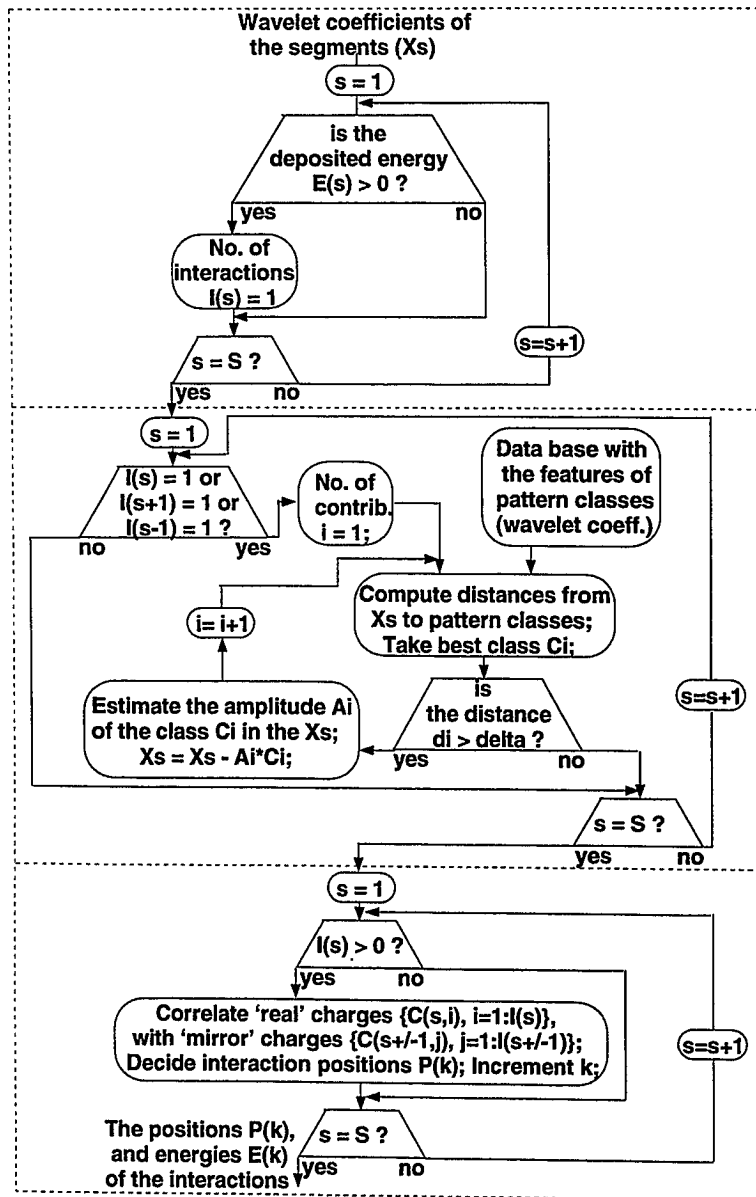 Wavelet coefficients of
the segments (Xs)
s = 1
is the
deposited energy
E(s) > 0 ?
yes
no
No. of
interactions
I(s) = 1
s=s+1
s = S ?
yes
no
s = 1
I(s) = 1 or
I(s+1) = 1 or
I(s-1) = 1 ?
no
yes
No. of
contrib.
i = 1;
Data base with
the features of
pattern classes
(wavelet coeff.)
i= i+1
Compute distances from
Xs to pattern classes;
Take best class Ci;
Estimate the amplitude Ai
of the class Ci in the Xs;
Xs = Xs - Ai*Ci;
is
the distance
di > delta ?
yes
no
s=s+1
s = S ?
yes
no
s = 1
I(s) > 0 ?
yes
no
Correlate 'real' charges {C(s,i), i=1:I(s)},
with 'mirror' charges {C(s+/-1,j), j=1:I(s+/-1)};
Decide interaction positions P(k); Increment k;
s=s+1
s = S ?
yes
no
The positions P(k),
and energies E(k)
of the interactions